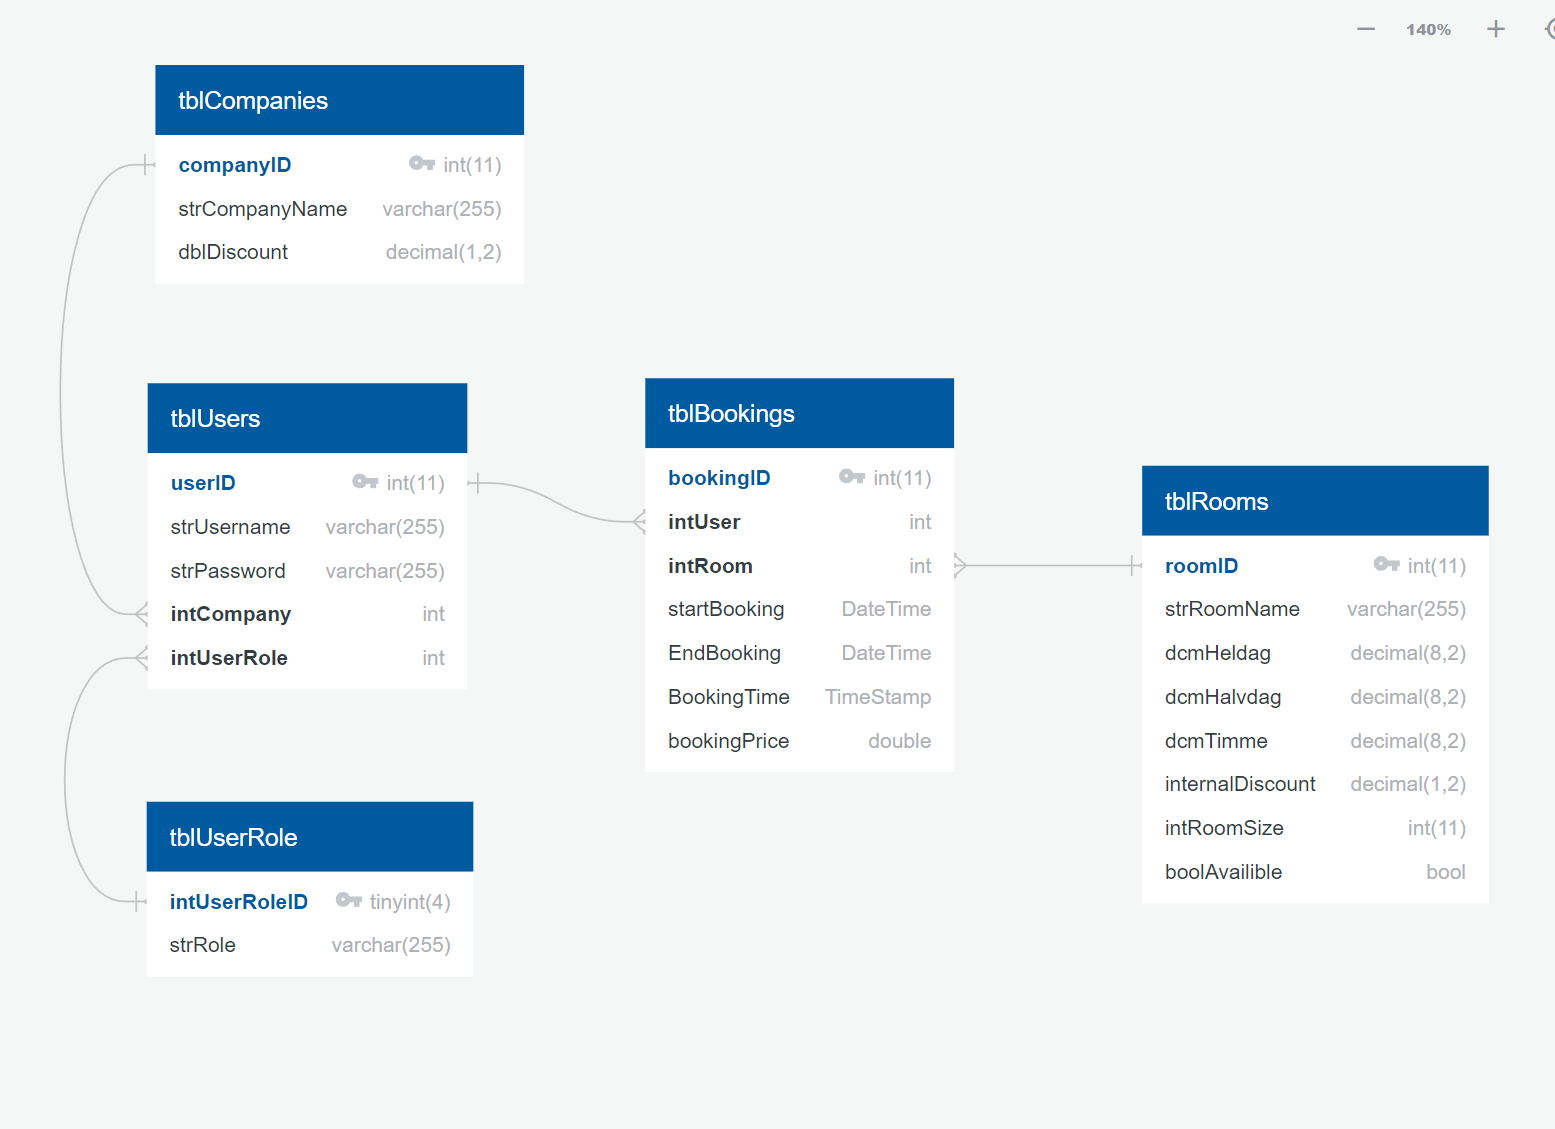 140%
tblCompanies
companyID int(11)
strCompanyName varchar(255)
dblDiscount decimal(1,2)
tblUsers
userID int(11)
strUsername varchar(255)
strPassword varchar(255)
intCompany int
intUserRole int
tblBookings
bookingID int(11)
intUser int
intRoom int
startBooking DateTime
EndBooking DateTime
BookingTime TimeStamp
bookingPrice double
tblRooms
roomID int(11)
strRoomName varchar(255)
dcmHeldag decimal(8,2)
dcmHalvdag decimal(8,2)
dcmTimme decimal(8,2)
internalDiscount decimal(1,2)
intRoomSize int(11)
boolAvailible bool
tblUserRole
intUserRoleID tinyint(4)
strRole varchar(255)